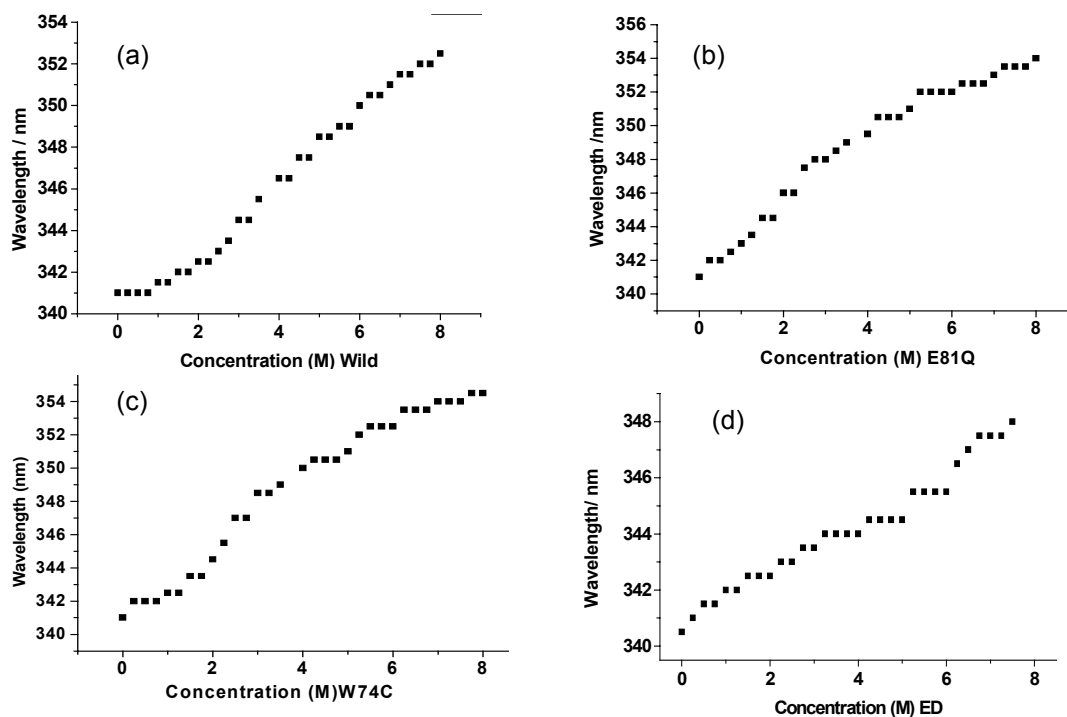 (a)
Wavelength / nm
354
352
350
348
346
344
342
340
0 2 4 6 8
Concentration (M) Wild
(b)
Wavelength /nm
356
354
352
350
348
346
344
342
340
0 2 4 6 8
Concentration (M) E81Q
(c)
Wavelength (nm)
354
352
350
348
346
344
342
340
0 2 4 6 8
Concentration (M)W74C
(d)
Wavelength/ nm
348
346
344
342
340
0 2 4 6 8
Concentration (M) ED